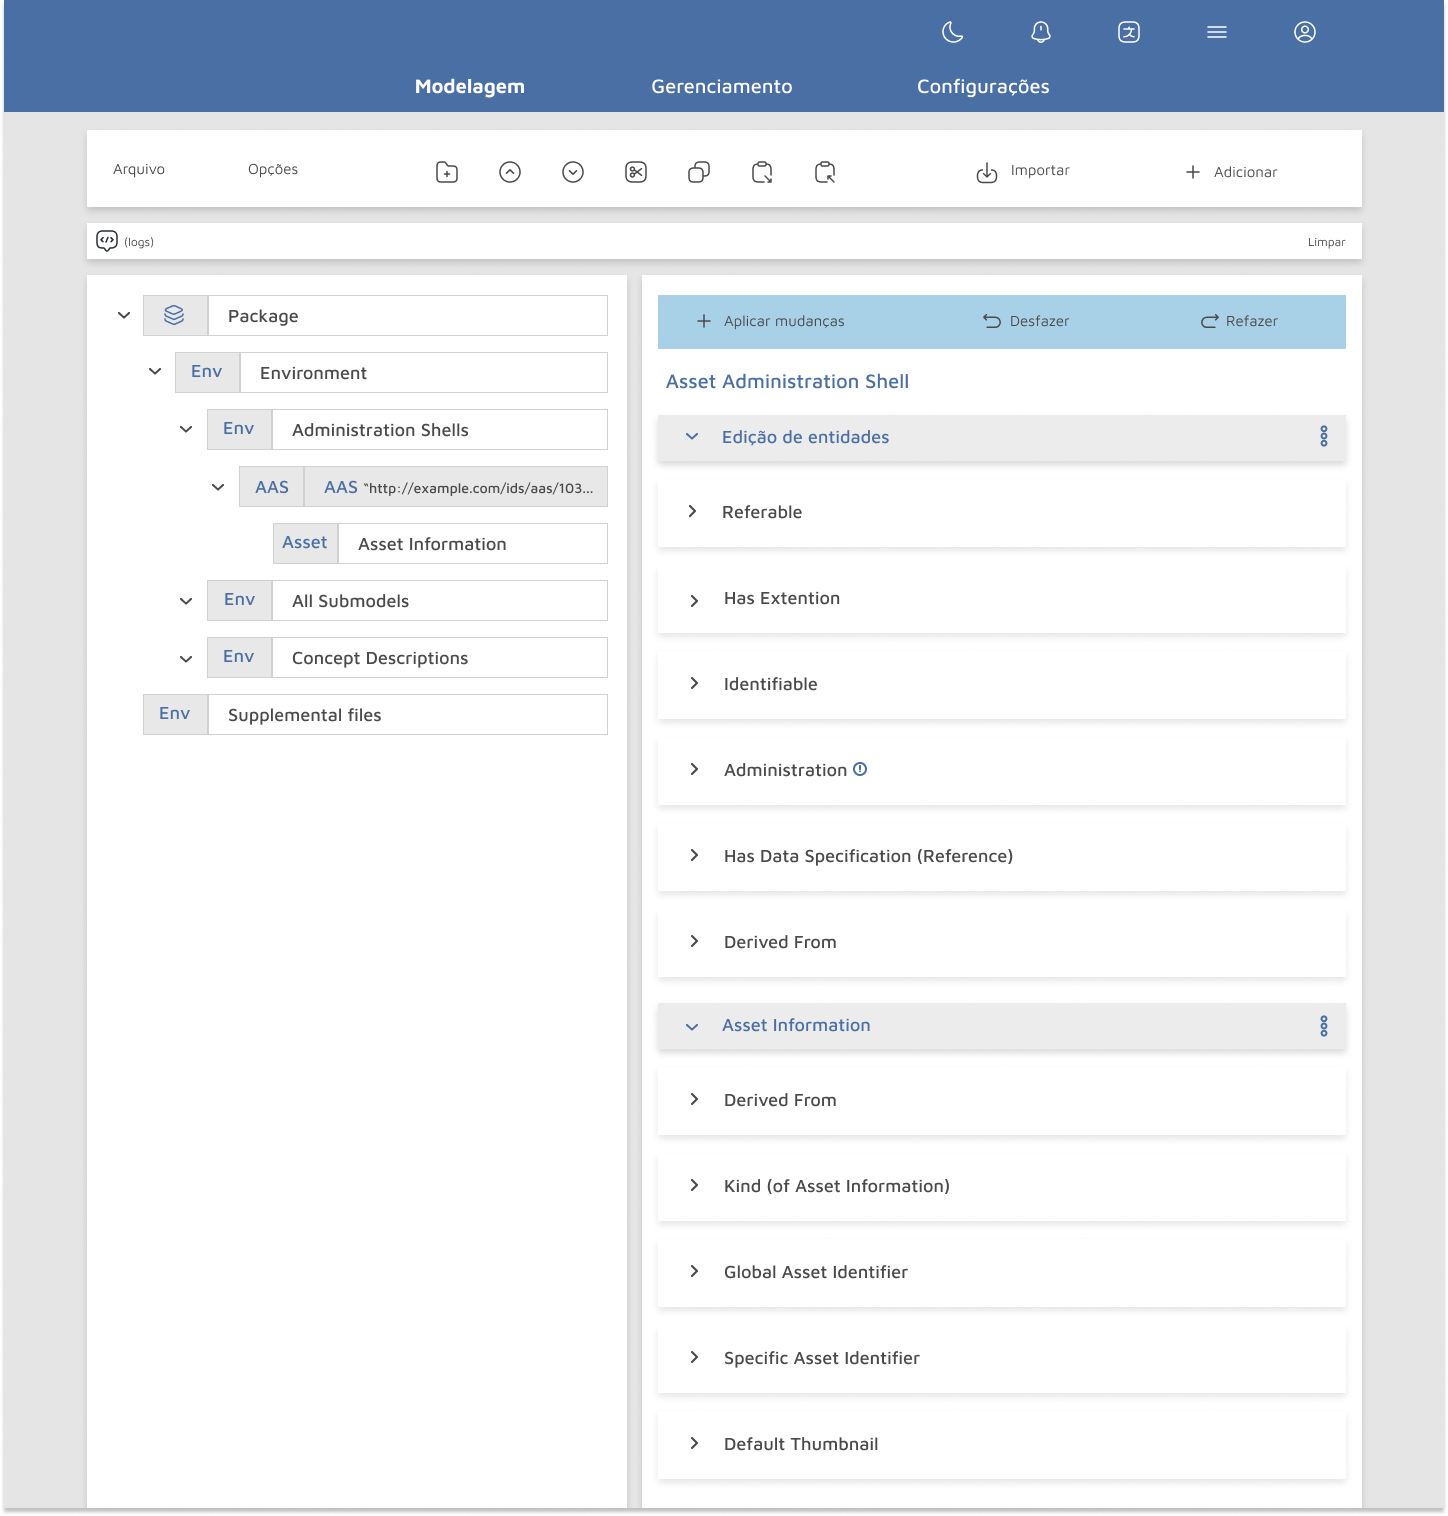 Modelagem
Gerenciamento
Configurações
Arquivo
Opções
Importar
Adicionar
(logs)
Limpar
Package
Env
Environment
Env
Administration Shells
AAS
AAS “http://example.com/ids/aas/103...
Asset
Asset Information
Env
All Submodels
Env
Concept Descriptions
Env
Supplemental files
Aplicar mudanças
Desfazer
Refazer
Asset Administration Shell
Edição de entidades
Referable
Has Extention
Identifiable
Administration
Has Data Specification (Reference)
Derived From
Asset Information
Derived From
Kind (of Asset Information)
Global Asset Identifier
Specific Asset Identifier
Default Thumbnail